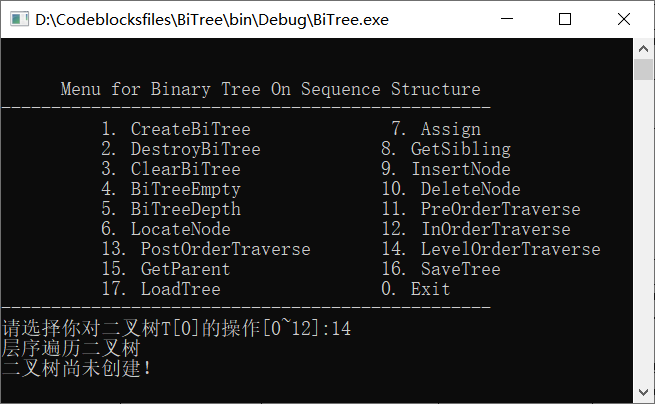 D:\Codeblocksfiles\BiTree\bin\Debug\BiTree.exe
Menu for Binary Tree On Sequence Structure
-------------------------------------------------
1. CreateBiTree 7. Assign
2. DestroyBiTree 8. GetSibling
3. ClearBiTree 9. InsertNode
4. BiTreeEmpty 10. DeleteNode
5. BiTreeDepth 11. PreOrderTraverse
6. LocateNode 12. InOrderTraverse
13. PostOrderTraverse 14. LevelOrderTraverse
15. GetParent 16. SaveTree
17. LoadTree 0. Exit
-------------------------------------------------
请选择你对二叉树T[0]的操作[0~12]:14
层序遍历二叉树
二叉树尚未创建!